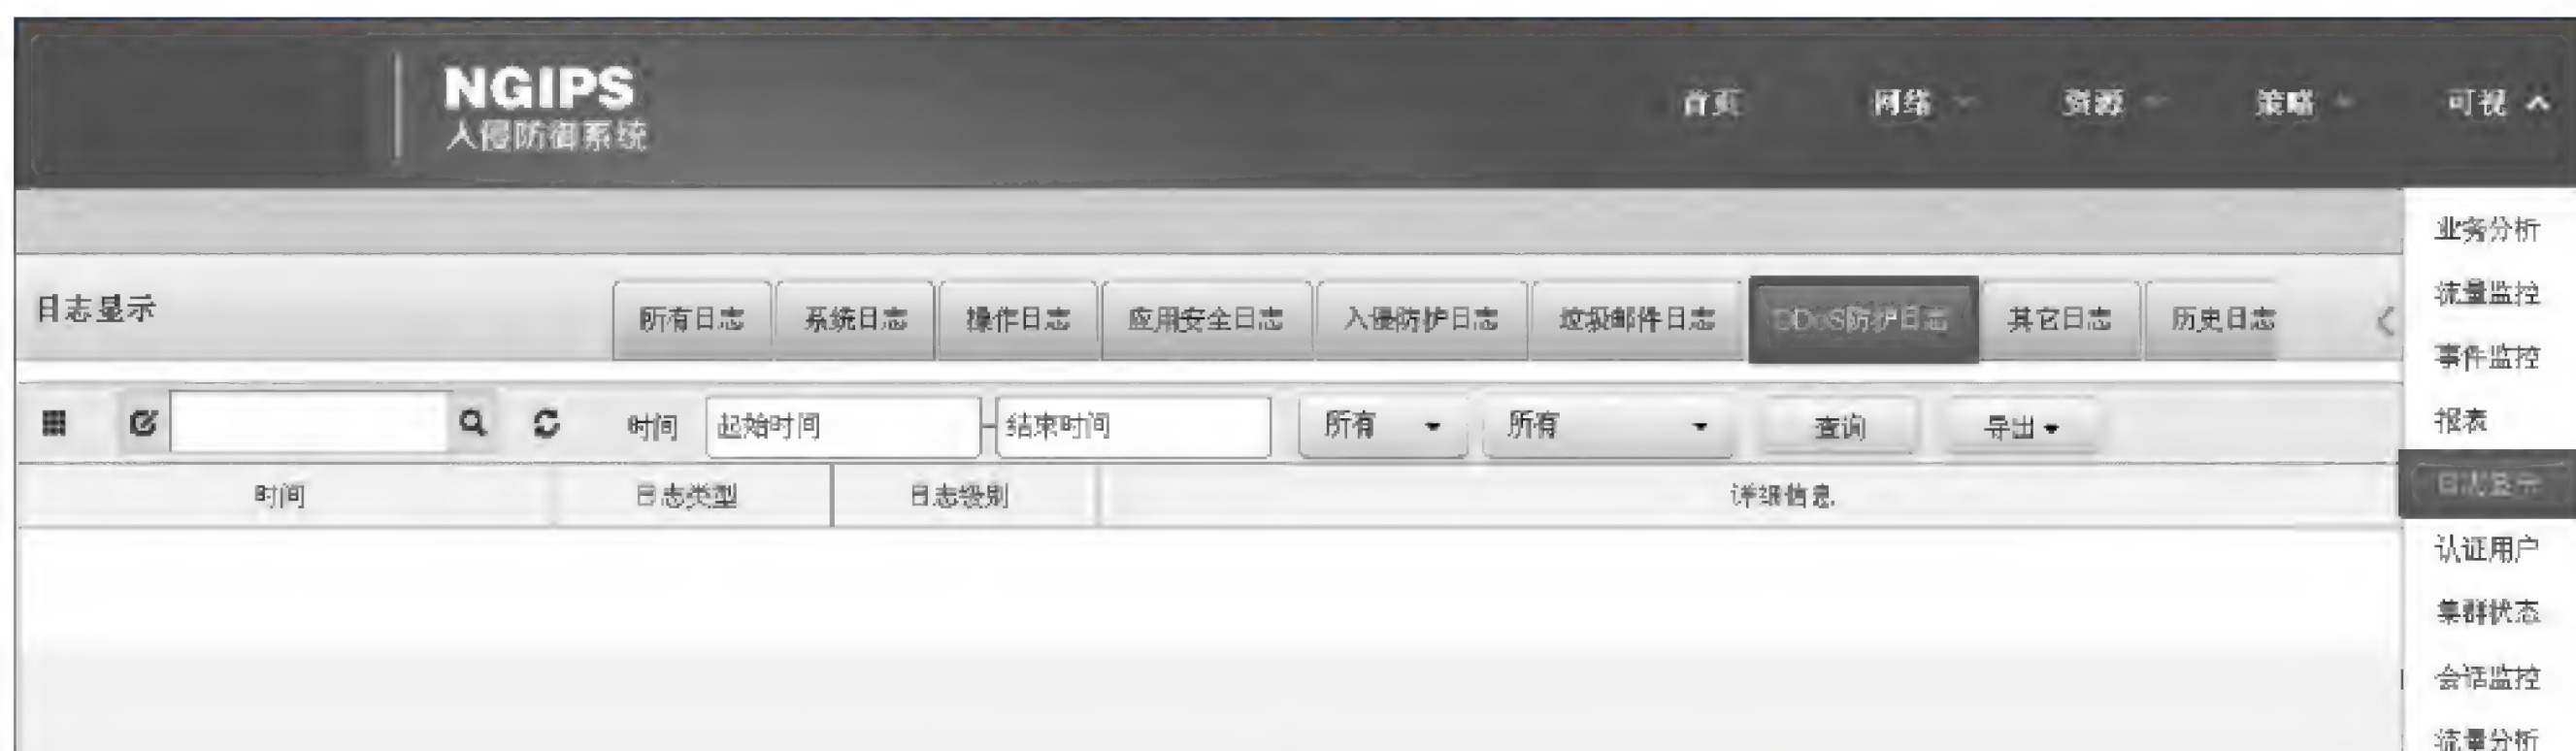 NGIPS
入侵防御系统
首页 网络 资源 策略 可视
业务分析
流量监控
事件监控
报表
日志显示
认证用户
集群状态
会话监控
流量分析
日志显示 所有日志 系统日志 操作日志 应用安全日志 入侵防护日志 垃圾邮件日志 DDoS防护日志 其它日志 历史日志
时间 起始时间 - 结束时间 所有 所有 查询 导出
时间 日志类型 日志级别 详细信息